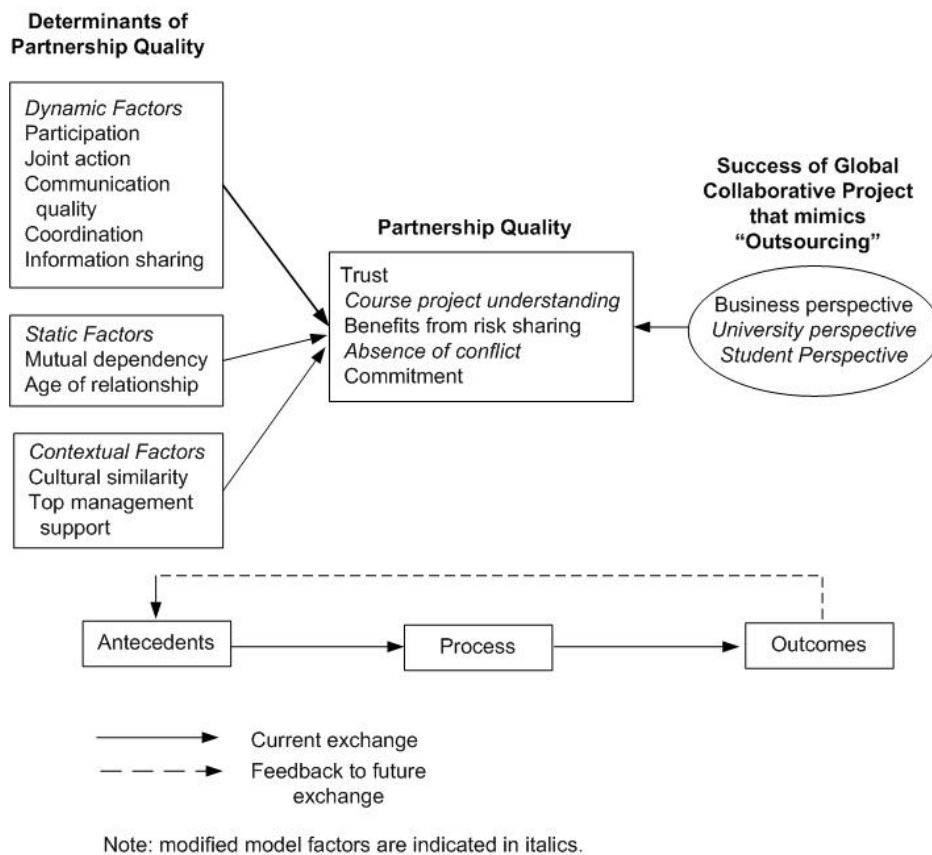 Determinants of
Partnership Quality
Dynamic Factors
Participation
Joint action
Communication
quality
Coordination
Information sharing
Static Factors
Mutual dependency
Age of relationship
Contextual Factors
Cultural similarity
Top management
support
Partnership Quality
Trust
Course project understanding
Benefits from risk sharing
Absence of conflict
Commitment
Success of Global
Collaborative Project
that mimics
“Outsourcing”
Business perspective
University perspective
Student Perspective
Antecedents
Process
Outcomes
Current exchange
Feedback to future
exchange
Note: modified model factors are indicated in italics.